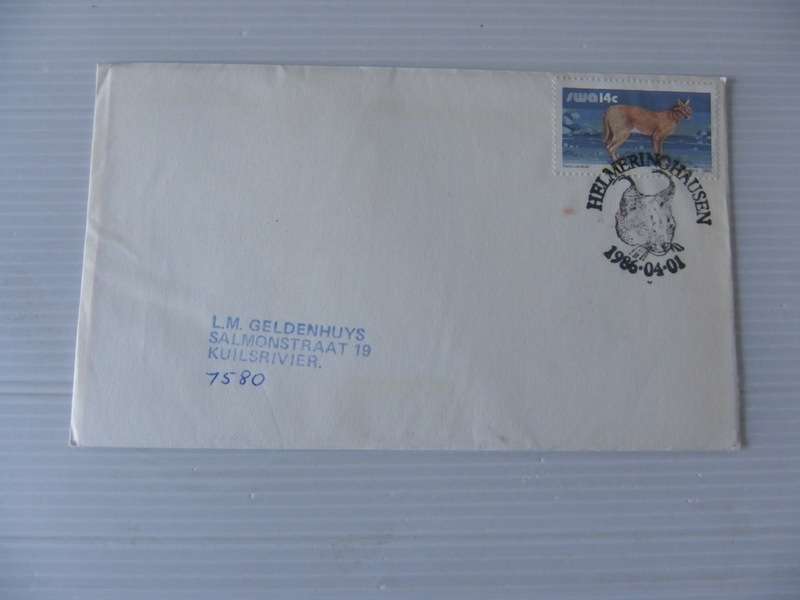 swa 14c
HELMERINGHAUSEN
1986·04·01
L.M. GELDENHUYS
SALMONSTRAAT 19
KUILSRIVIER.
7580